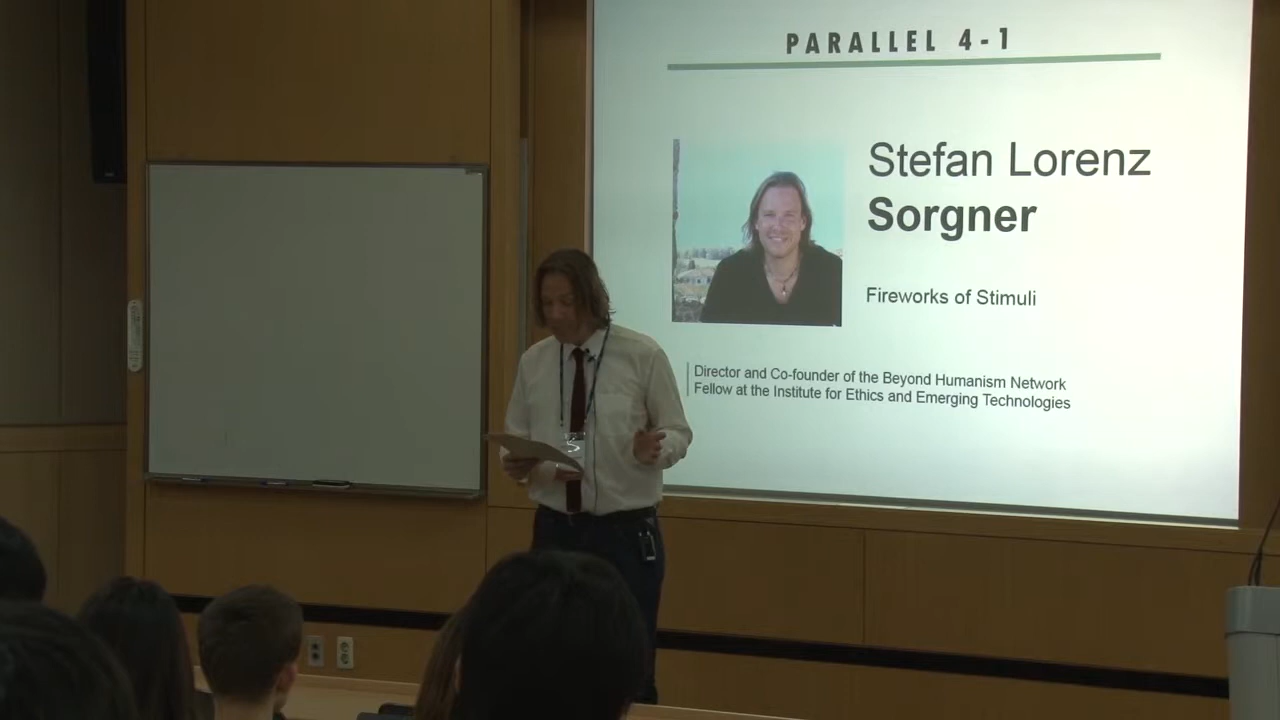 PARALLEL 4-1
Stefan Lorenz
Sorgner
Fireworks of Stimuli
Director and Co-founder of the Beyond Humanism Network
Fellow at the Institute for Ethics and Emerging Technologies